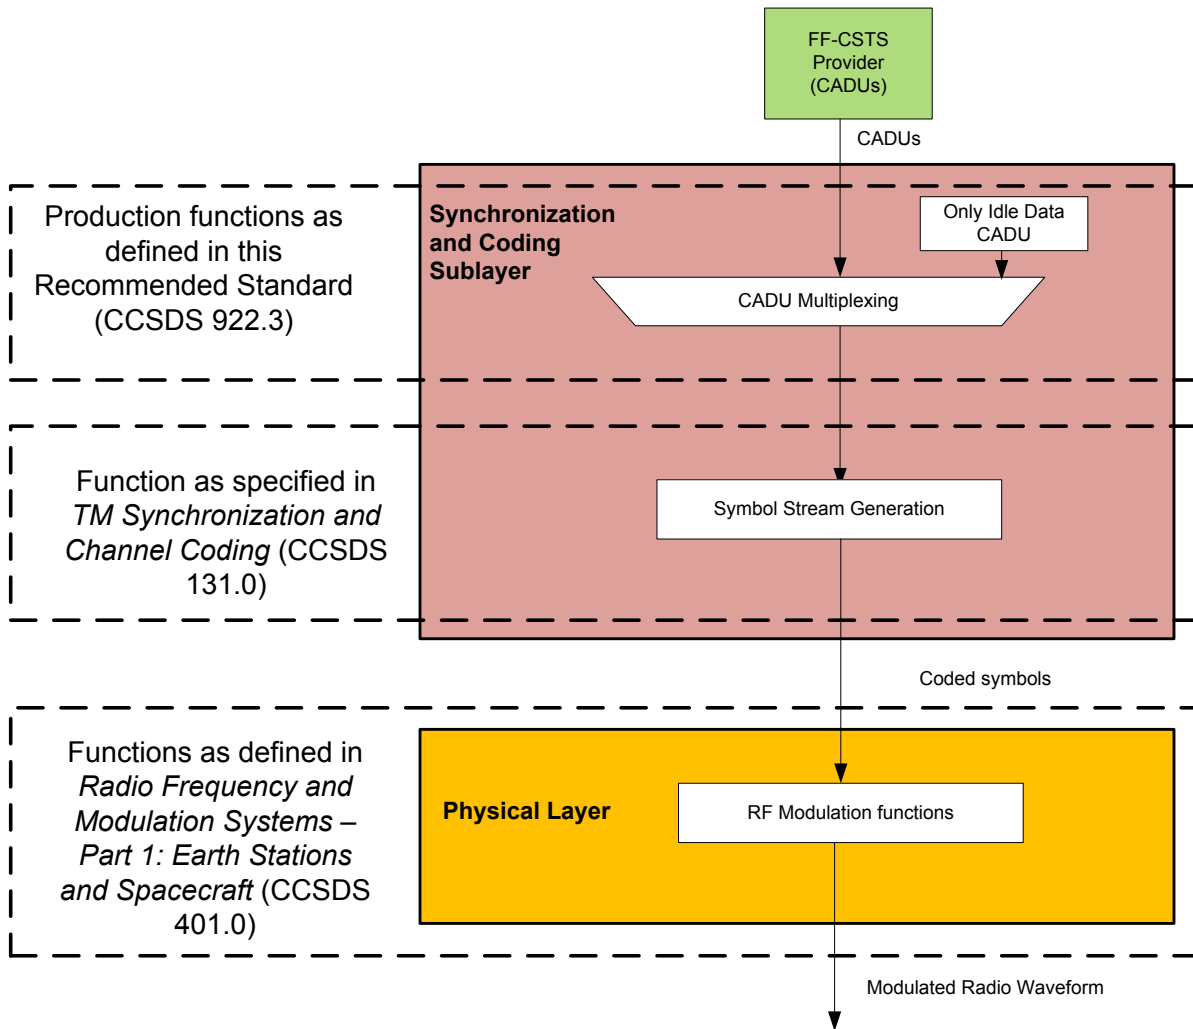 FF-CSTS
Provider
(CADUs)
CADUs
Production functions as
defined in this
Recommended Standard
(CCSDS 922.3)
Synchronization
and Coding
Sublayer
Only Idle Data
CADU
CADU Multiplexing
Function as specified in
TM Synchronization and
Channel Coding (CCSDS
131.0)
Symbol Stream Generation
Coded symbols
Functions as defined in
Radio Frequency and
Modulation Systems –
Part 1: Earth Stations
and Spacecraft (CCSDS
401.0)
Physical Layer
RF Modulation functions
Modulated Radio Waveform